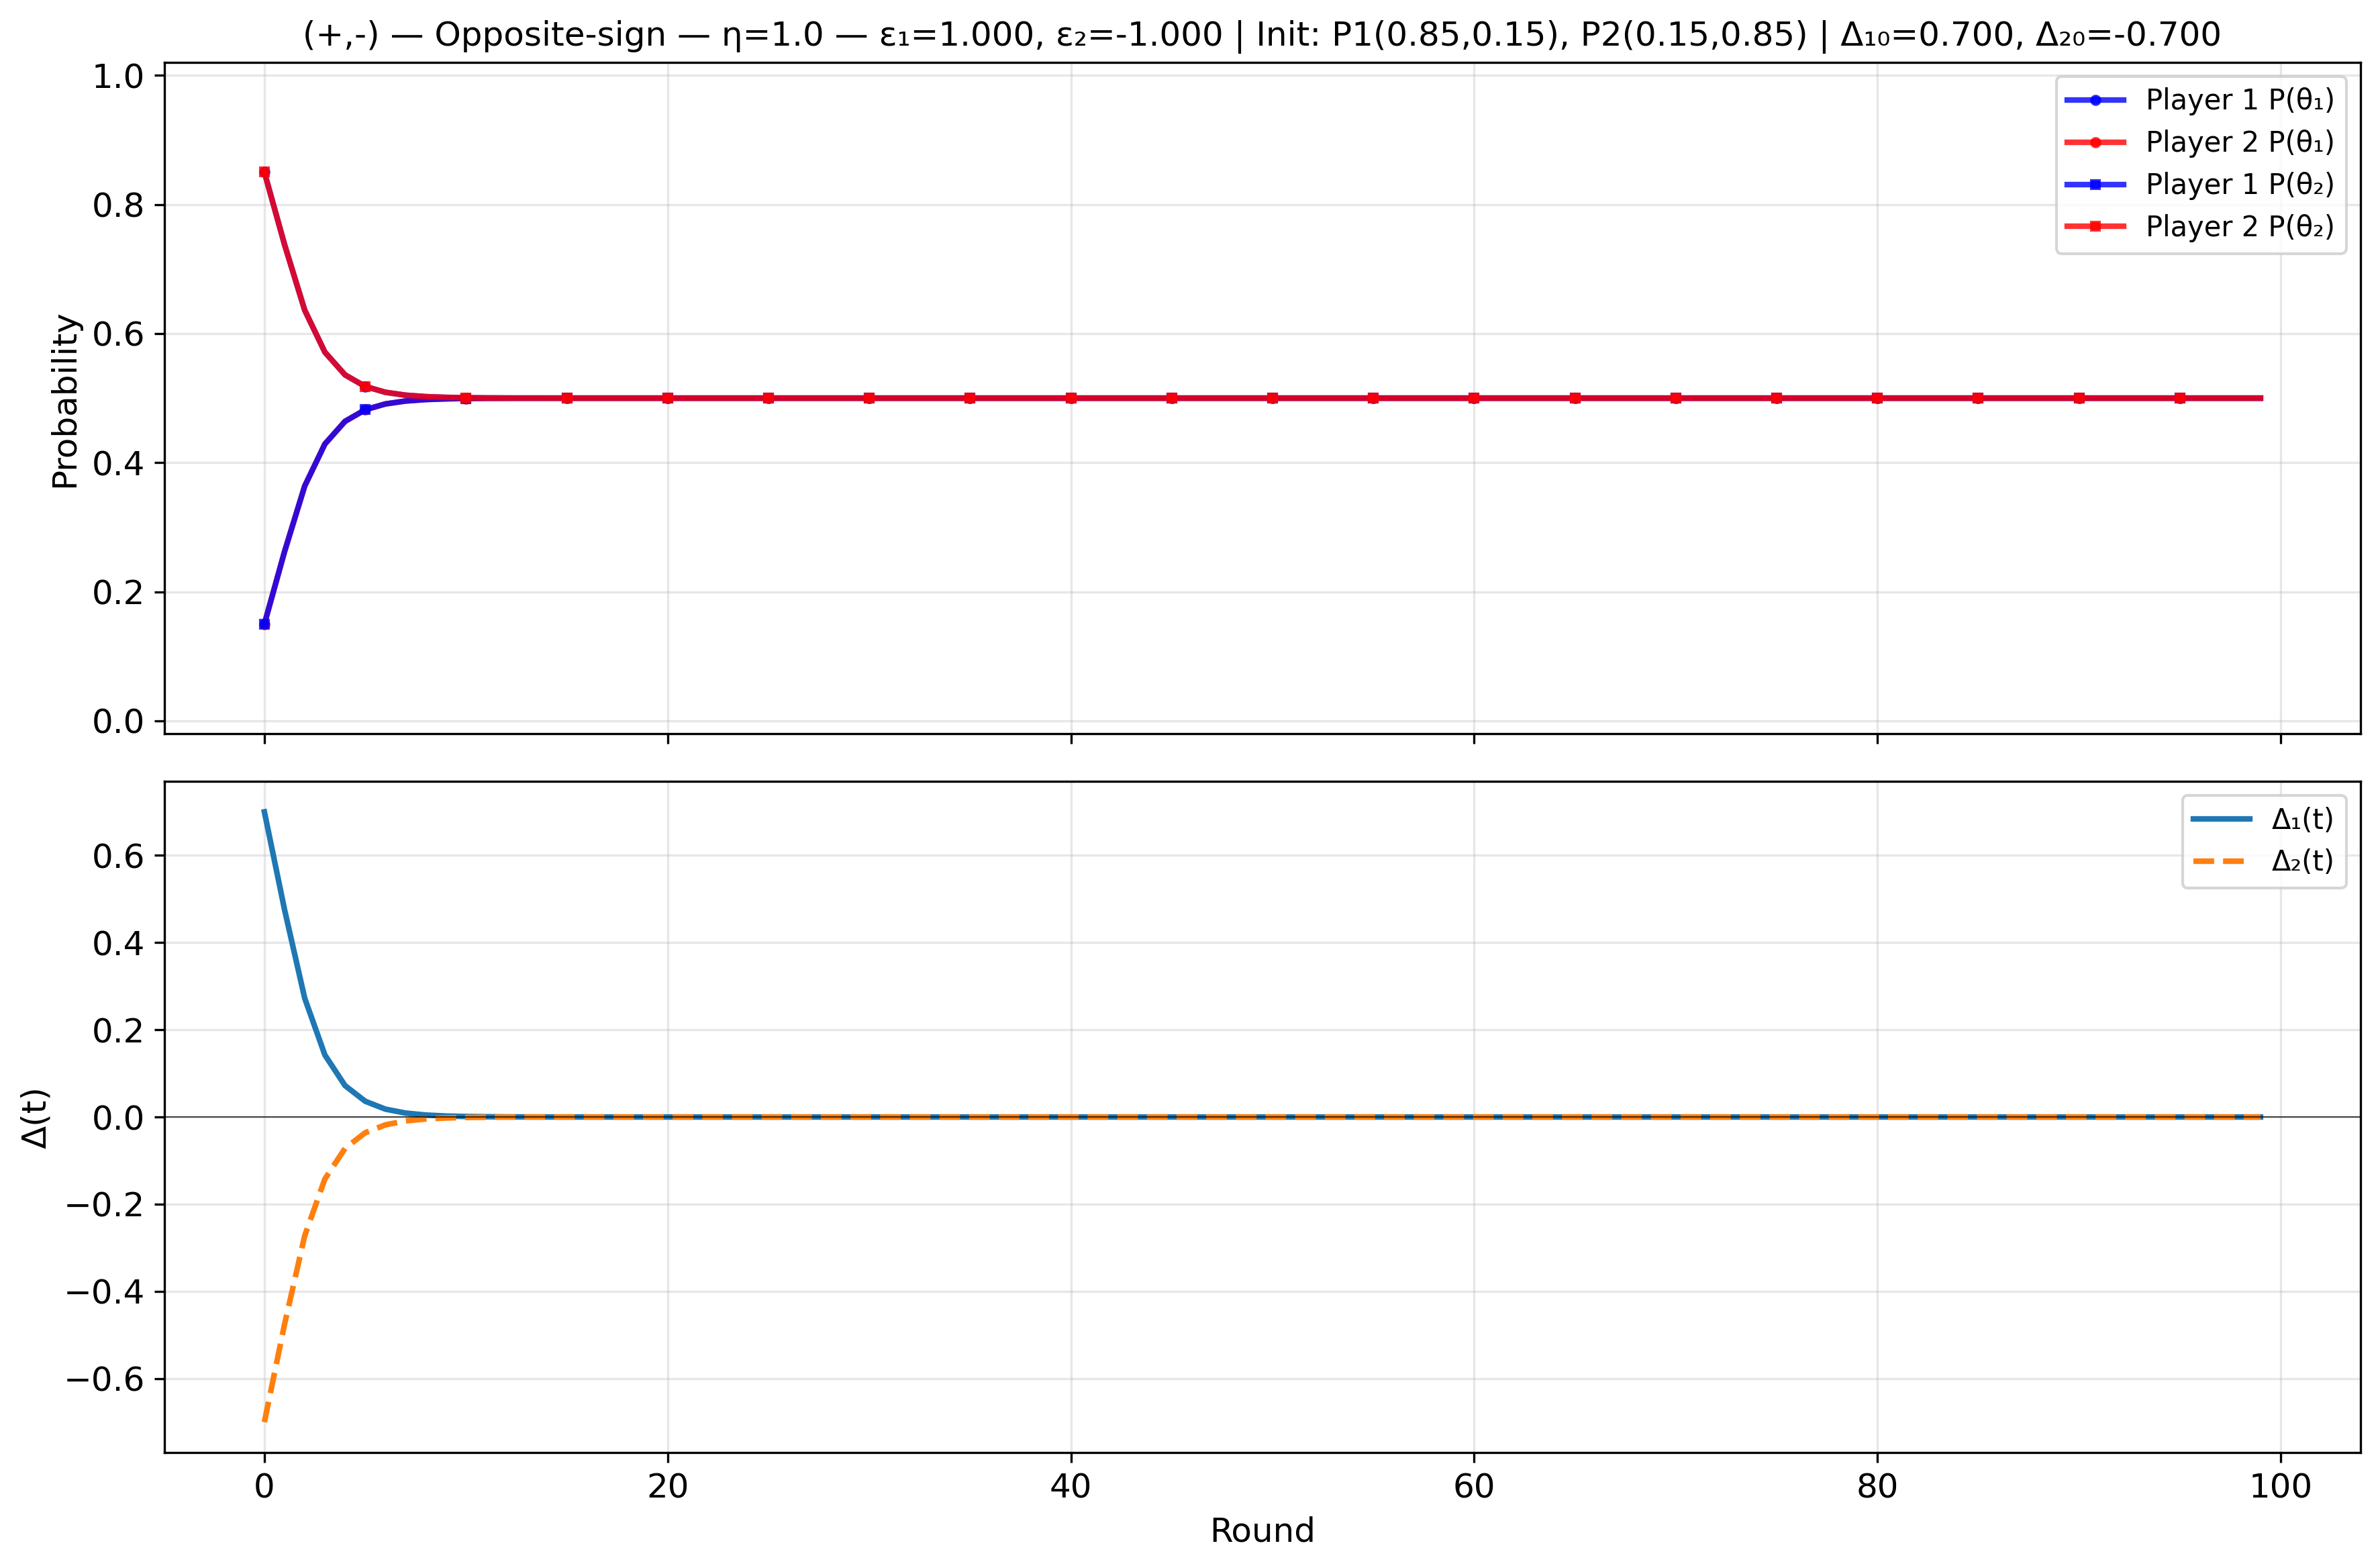 (+,-) — Opposite-sign — η=1.0 — ε₁=1.000, ε₂=-1.000 | Init: P1(0.85,0.15), P2(0.15,0.85) | Δ₁₀=0.700, Δ₂₀=-0.700
1.0
0.8
0.6
0.4
0.2
0.0
Probability
Player 1 P(θ₁)
Player 2 P(θ₁)
Player 1 P(θ₂)
Player 2 P(θ₂)
0.6
0.4
0.2
0.0
−0.2
−0.4
−0.6
Δ(t)
Δ₁(t)
Δ₂(t)
0 20 40 60 80 100
Round